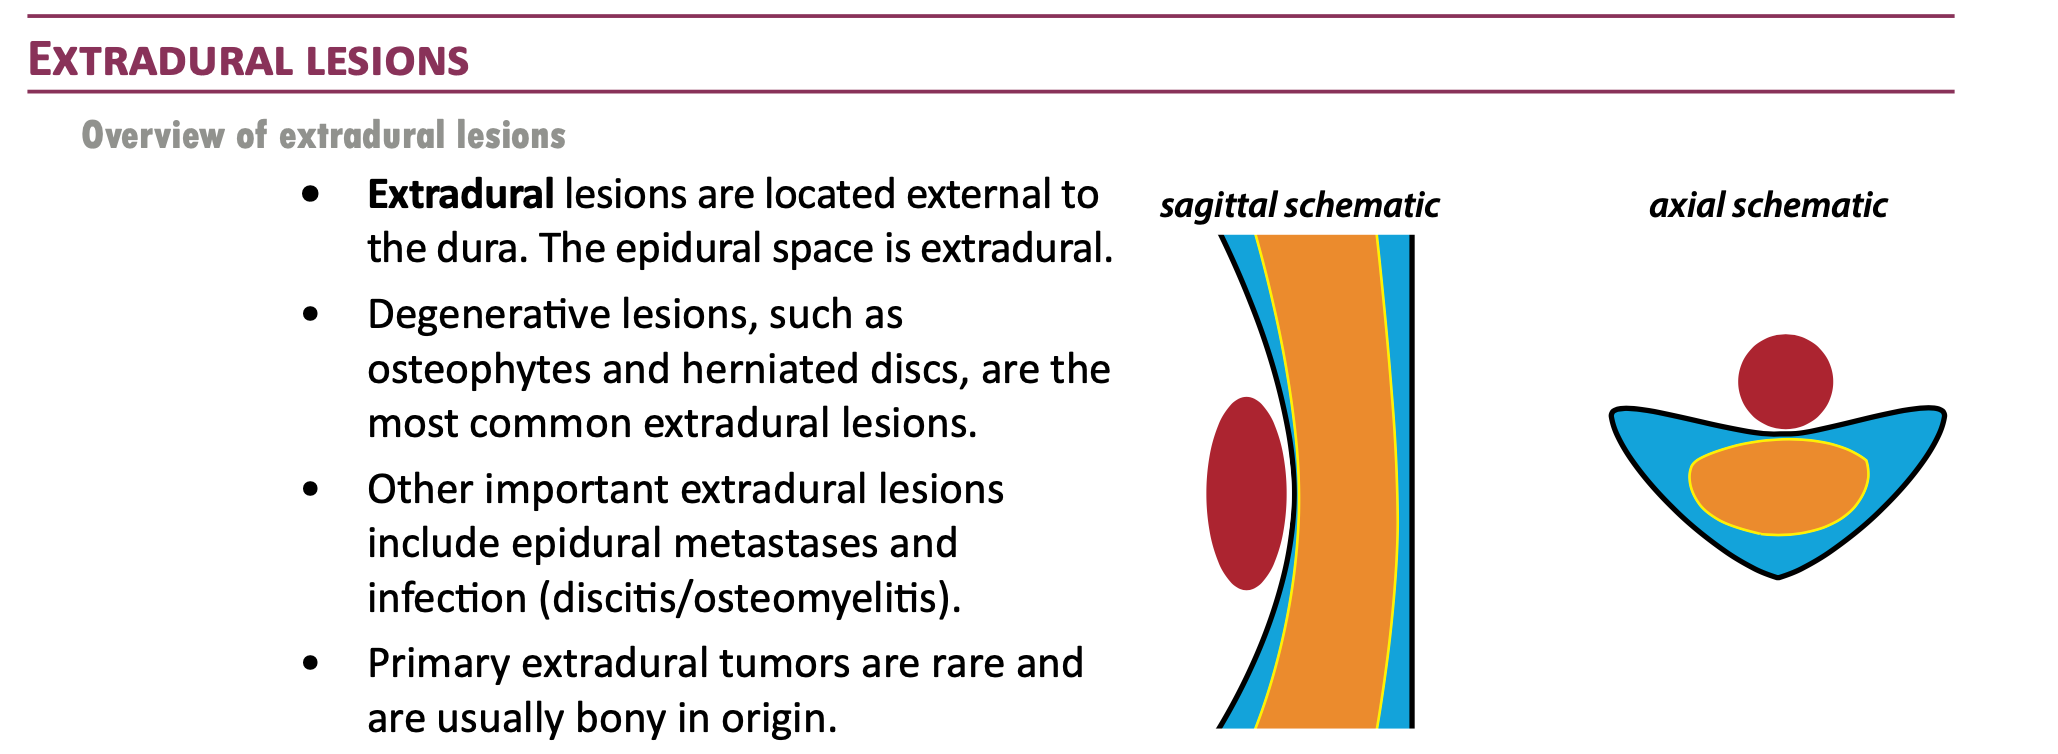 EXTRADURAL LESIONS
Overview of extradural lesions
• Extradural lesions are located external to
the dura. The epidural space is extradural.
• Degenerative lesions, such as
osteophytes and herniated discs, are the
most common extradural lesions.
• Other important extradural lesions
include epidural metastases and
infection (discitis/osteomyelitis).
• Primary extradural tumors are rare and
are usually bony in origin.
sagittal schematic
axial schematic